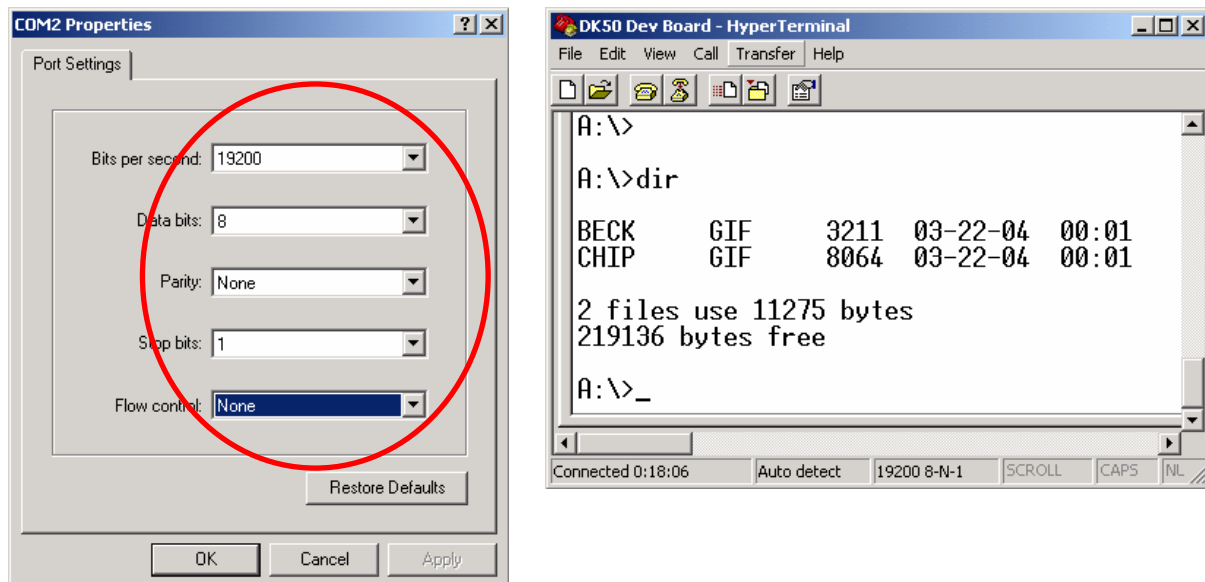 COM2 Properties
Port Settings
Bits per second: 19200
Data bits: 8
Parity: None
Stop bits: 1
Flow control: None
Restore Defaults
OK Cancel Apply
DK50 Dev Board - HyperTerminal
File Edit View Call Transfer Help
A:\>
A:\>dir
BECK GIF 3211 03-22-04 00:01
CHIP GIF 8064 03-22-04 00:01
2 files use 11275 bytes
219136 bytes free
A:\>_
Connected 0:18:06 Auto detect 19200 8-N-1 SCROLL CAPS NL